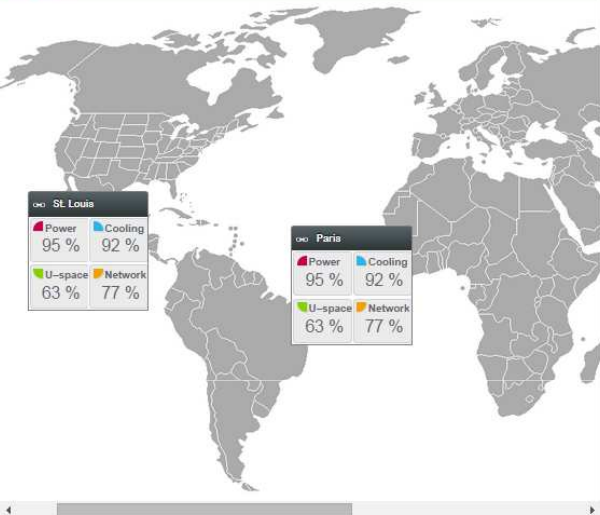 St. Louis
Power Cooling
95 % 92 %
U-space Network
63 % 77 %
Paris
Power Cooling
95 % 92 %
U-space Network
63 % 77 %